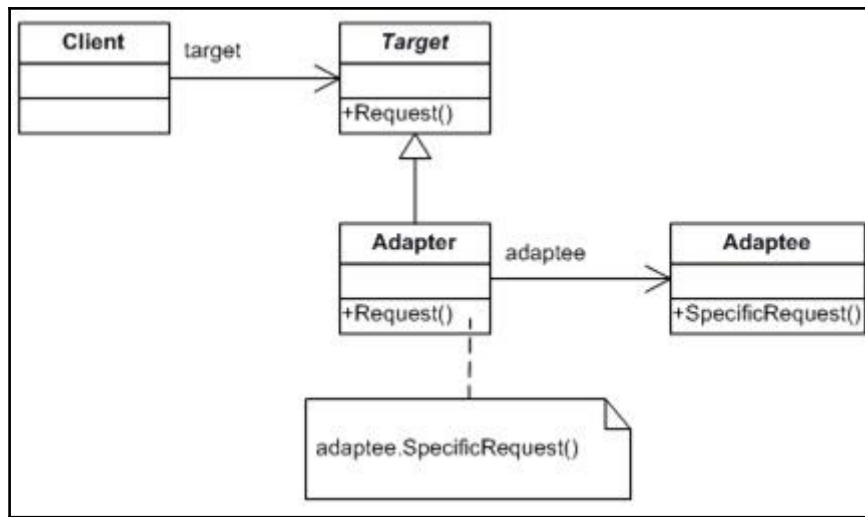 Client
target
Target
+Request()
Adapter
adaptee
Adaptee
+Request()
+SpecificRequest()
adaptee.SpecificRequest()